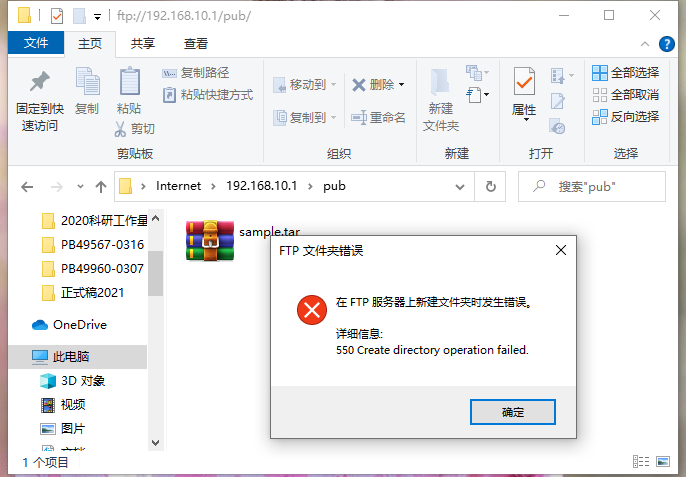 ftp://192.168.10.1/pub/
文件
主页
共享
查看
固定到快
速访问
复制
粘贴
复制路径
粘贴快捷方式
剪切
剪贴板
移动到
复制到
删除
重命名
组织
新建
文件夹
新建
属性
打开
全部选择
全部取消
反向选择
选择
Internet
192.168.10.1
pub
搜索"pub"
2020科研工作量
PB49567-0316
PB49960-0307
正式稿2021
OneDrive
此电脑
3D 对象
视频
图片
sample.tar
FTP 文件夹错误
在 FTP 服务器上新建文件夹时发生错误。
详细信息:
550 Create directory operation failed.
确定
1 个项目